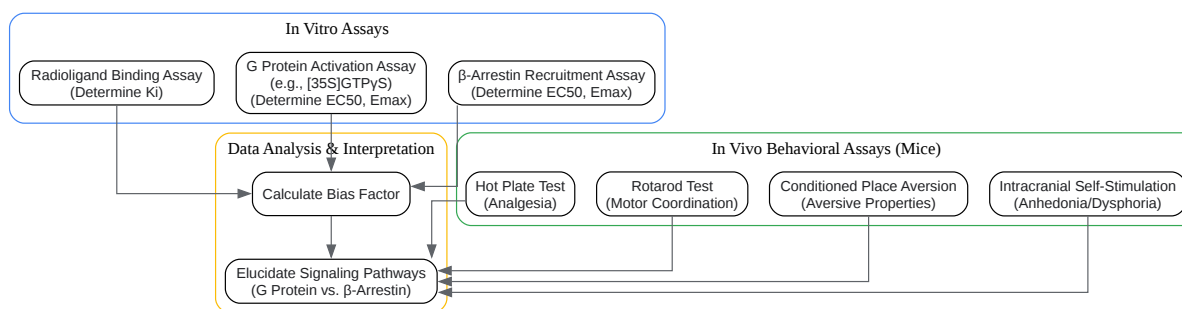 In Vitro Assays
Radioligand Binding Assay
(Determine Ki)
G Protein Activation Assay
(e.g., [35S]GTPγS)
(Determine EC50, Emax)
β-Arrestin Recruitment Assay
(Determine EC50, Emax)
Data Analysis & Interpretation
Calculate Bias Factor
Elucidate Signaling Pathways
(G Protein vs. β-Arrestin)
In Vivo Behavioral Assays (Mice)
Hot Plate Test
(Analgesia)
Rotarod Test
(Motor Coordination)
Conditioned Place Aversion
(Aversive Properties)
Intracranial Self-Stimulation
(Anhedonia/Dysphoria)